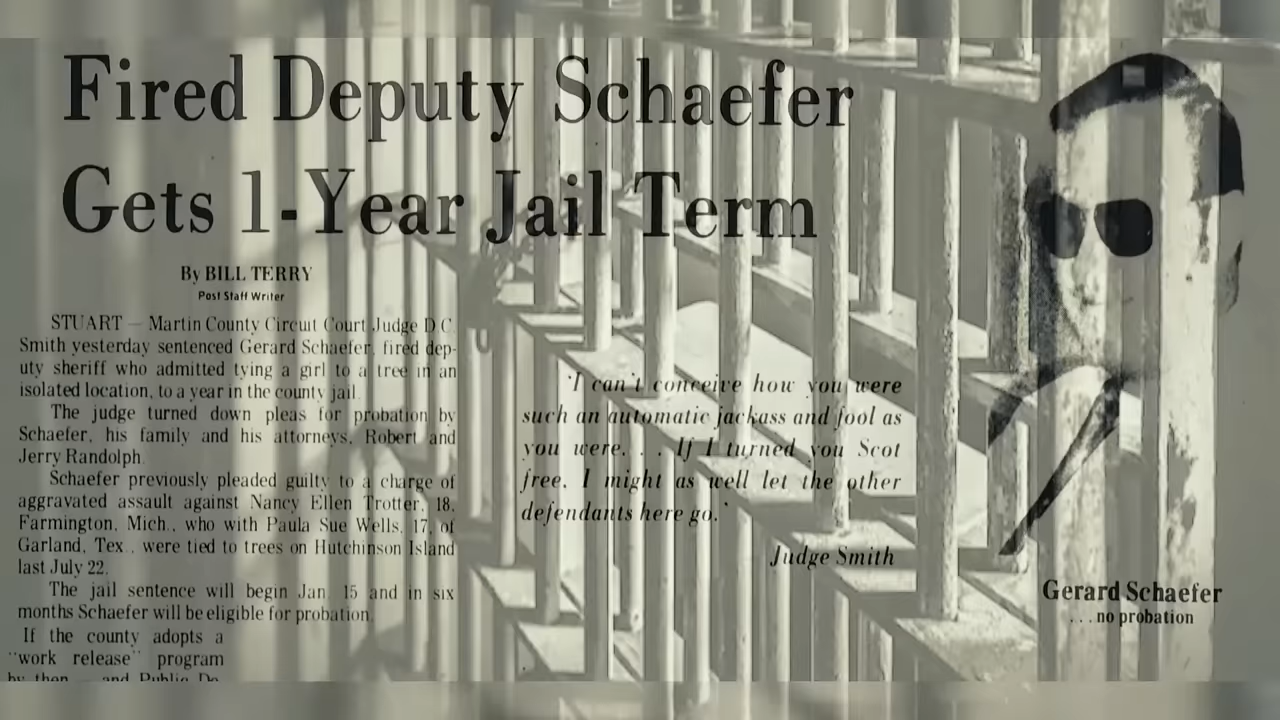 Fired Deputy Schaefer
Gets 1-Year Jail Term
By BILL TERRY
Post Staff Writer
STUART — Martin County Circuit Court Judge D C
Smith yesterday sentenced Gerard Schaefer, fired dep-
uty sheriff who admitted tying a girl to a tree in an
isolated location, to a year in the county jail.
The judge turned down pleas for probation by
Schaefer, his family and his attorneys, Robert and
Jerry Randolph.
Schaefer previously pleaded guilty to a charge of
aggravated assault against Nancy Ellen Trotter, 18,
Farmington, Mich., who with Paula Sue Wells, 17, of
Garland, Tex., were tied to trees on Hutchinson Island
last July 22.
The jail sentence will begin Jan. 15 and in six
months Schaefer will be eligible for probation.
If the county adopts a
"work release" program
by then — and Public De
'I can't conceive how you were
such an automatic jackass and fool as
you were. . . If I turned you Scot
free, I might as well let the other
defendants here go.'
Judge Smith
Gerard Schaefer
. . . no probation